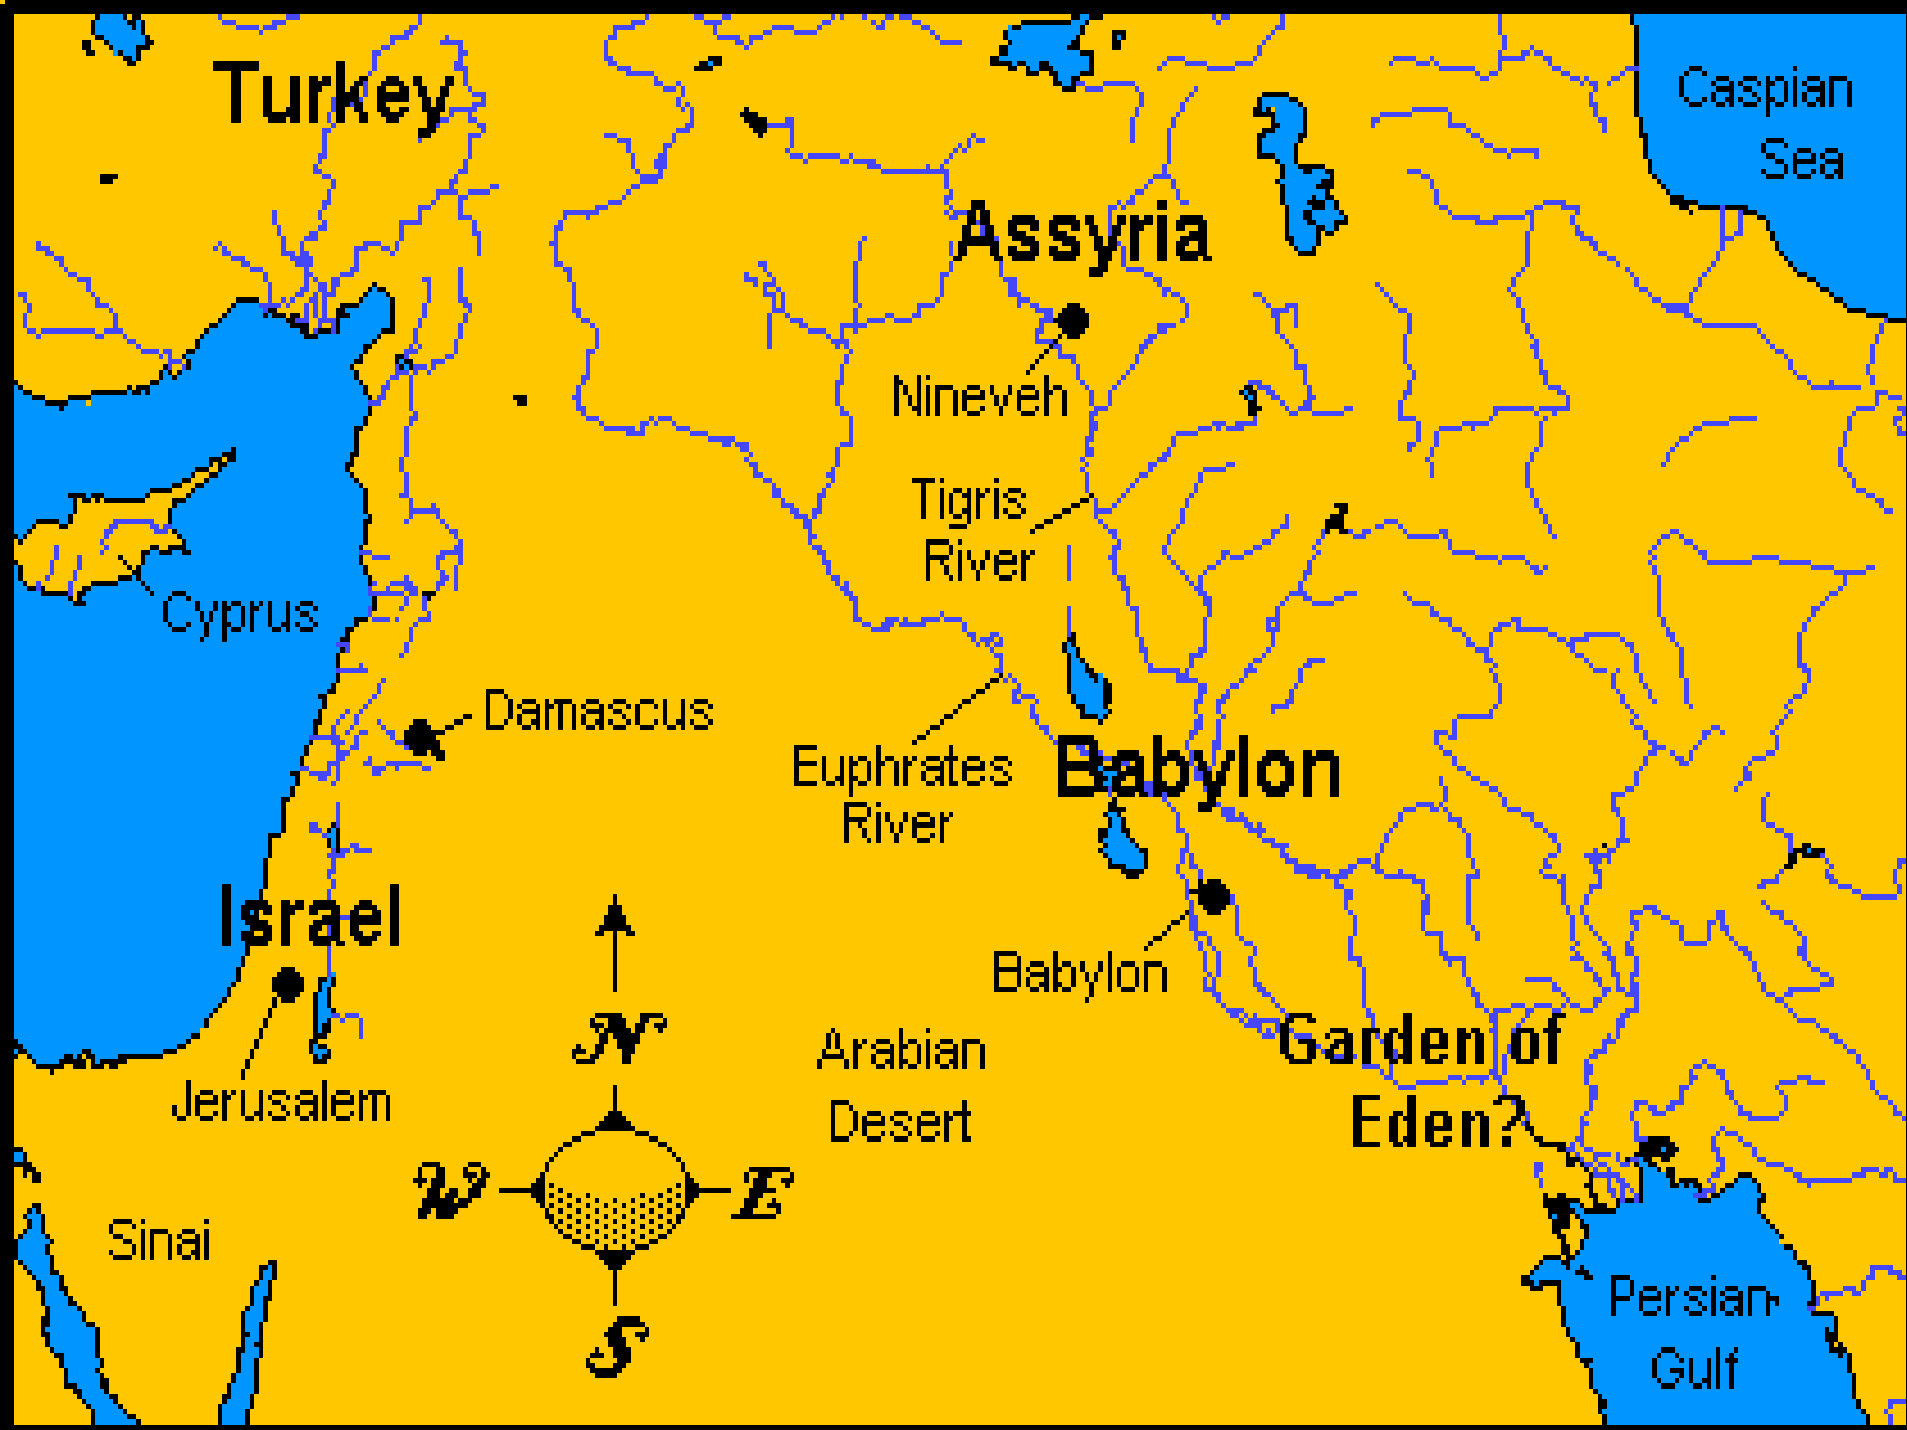 Turkey
Caspian
Sea
Assyria
Nineveh
Tigris
River
Cyprus
Damascus
Euphrates
River
Babylon
Israel
Babylon
Jerusalem
N
Arabian
Desert
Garden of
Eden?
W
E
Sinai
S
Persian
Gulf